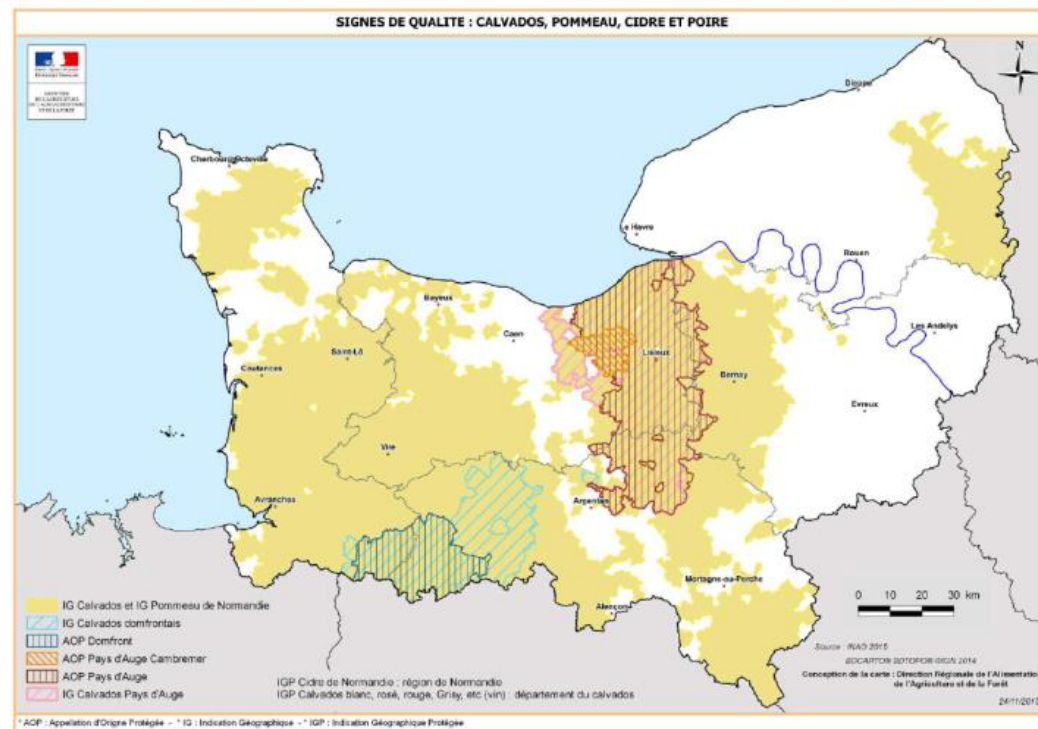 SIGNES DE QUALITE : CALVADOS, POMMEAU, CIDRE ET POIRE
N
Dieppe
Cherbourg-Octeville
Le Havre
Rouen
Bayeux
Caen
Les Andelys
Saint-Lô
Lisieux
Coutances
Bernay
Evreux
Vire
Avranches
Argentan
Mortagne-au-Perche
Alençon
0 10 20 30 km
IG Calvados et IG Pommeau de Normandie
IG Calvados domfrontais
AOP Domfront
AOP Pays d'Auge Cambremer
AOP Pays d'Auge
IG Calvados Pays d'Auge
IGP Cidre de Normandie : région de Normandie
IGP Calvados blanc, rosé, rouge, Grisy, etc (vin) : département du calvados
Source : INAO 2015
Conception de la carte : Direction Régionale de l'Alimentation
de l'Agriculture et de la Forêt
* AOP : Appelation d'Origne Protégée - * IG : Indication Géographique - * IGP : Indication Géographique Protégée